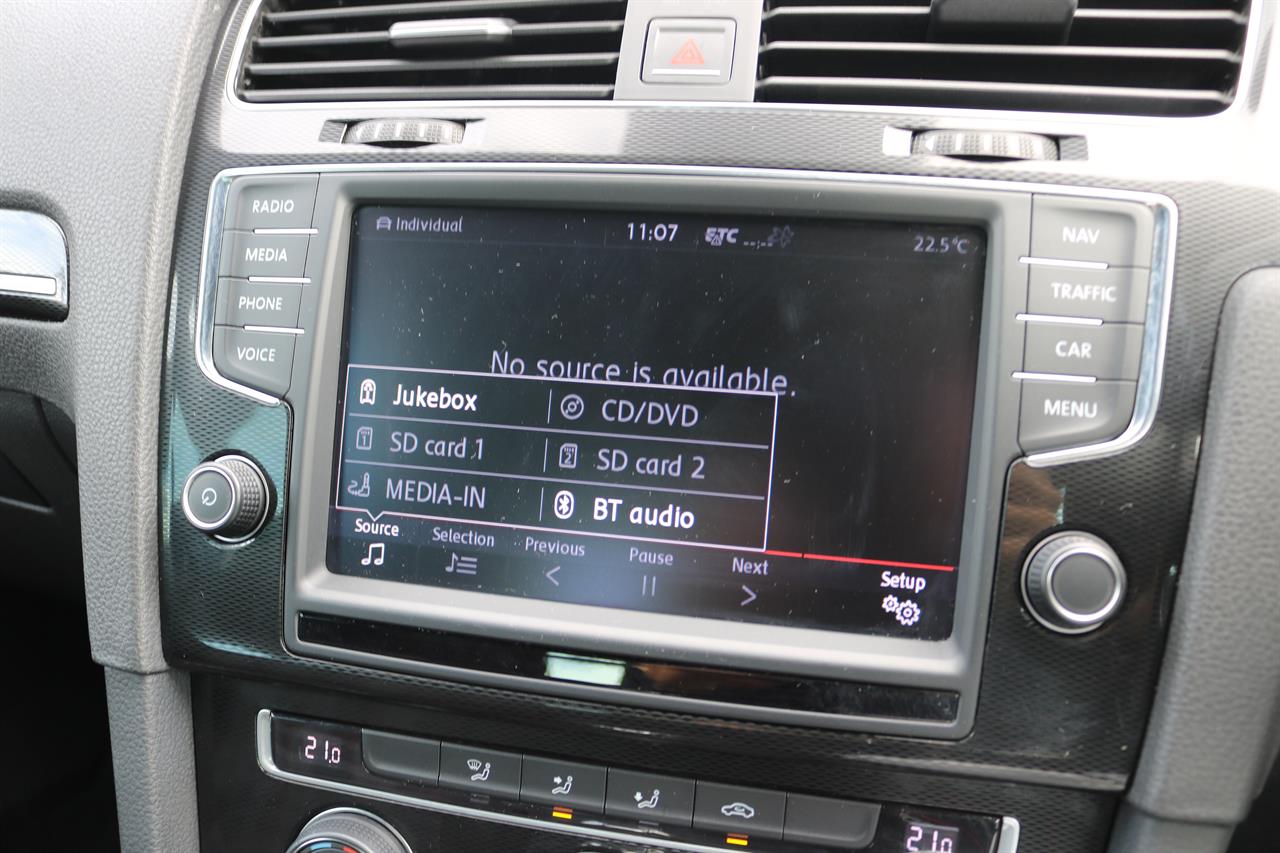 RADIO
MEDIA
PHONE
VOICE
Individual
11:07
ETC --:--
22.5°C
No source is available.
Jukebox
CD/DVD
1 SD card 1
2 SD card 2
MEDIA-IN
BT audio
Source
Selection
Previous
Pause
Next
Setup
NAV
TRAFFIC
CAR
MENU
21.0
21.0